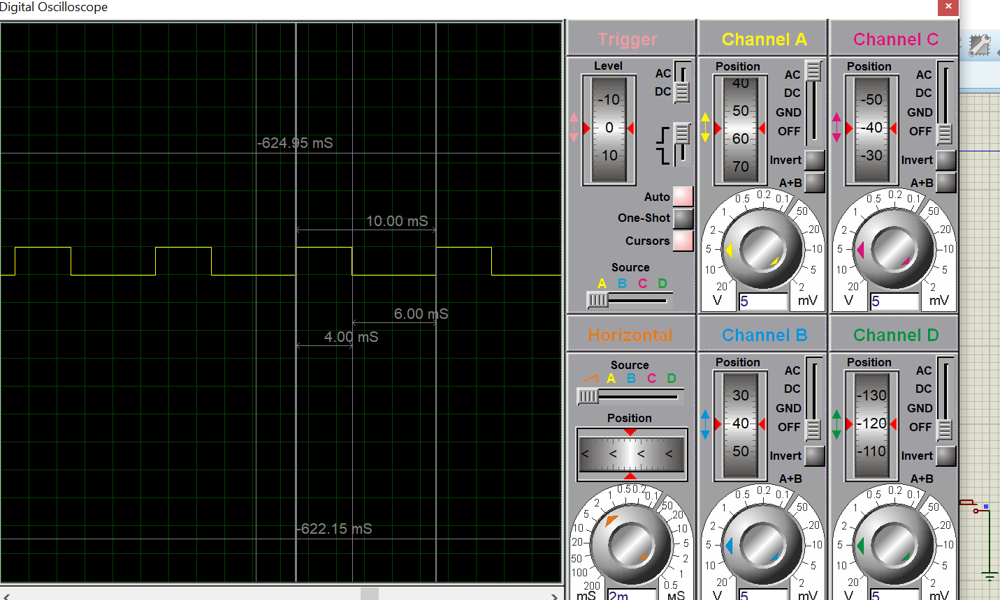 Digital Oscilloscope
-624.95 mS
10.00 mS
6.00 mS
4.00 mS
-622.15 mS
Trigger
Level
-10
0
10
AC
DC
Auto
One-Shot
Cursors
Source
A B C D
Channel A
Position
40
50
60
70
AC
DC
GND
OFF
Invert
A+B
20
10
5
2
1
0.5
0.2
0.1
50
20
10
5
2
V
5
mV
Channel C
Position
-50
-40
-30
AC
DC
GND
OFF
Invert
A+B
20
10
5
2
1
0.5
0.2
0.1
50
20
10
5
2
V
5
mV
Horizontal
Source
A B C D
Position
< < < <
200
100
50
20
10
5
2
1
0.5
0.2
0.1
50
20
10
5
2
1
0.5
mS
2m
µS
Channel B
Position
30
40
50
AC
DC
GND
OFF
Invert
A+B
20
10
5
2
1
0.5
0.2
0.1
50
20
10
5
2
V
5
mV
Channel D
Position
-130
-120
-110
AC
DC
GND
OFF
Invert
A+B
20
10
5
2
1
0.5
0.2
0.1
50
20
10
5
2
V
5
mV